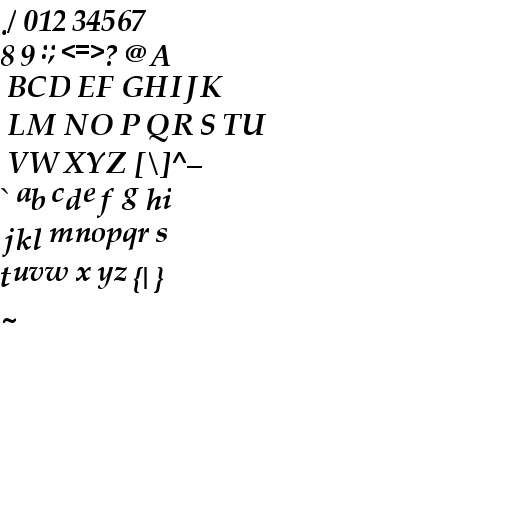 ./ 012 34567
8 9 :; <=>? @ A
BCD EF GHIJK
LM NO P QR S TU
VW XYZ [\]^_
` ab cde f g hi
jkl mnopqr s
tuvw x yz {| }
~